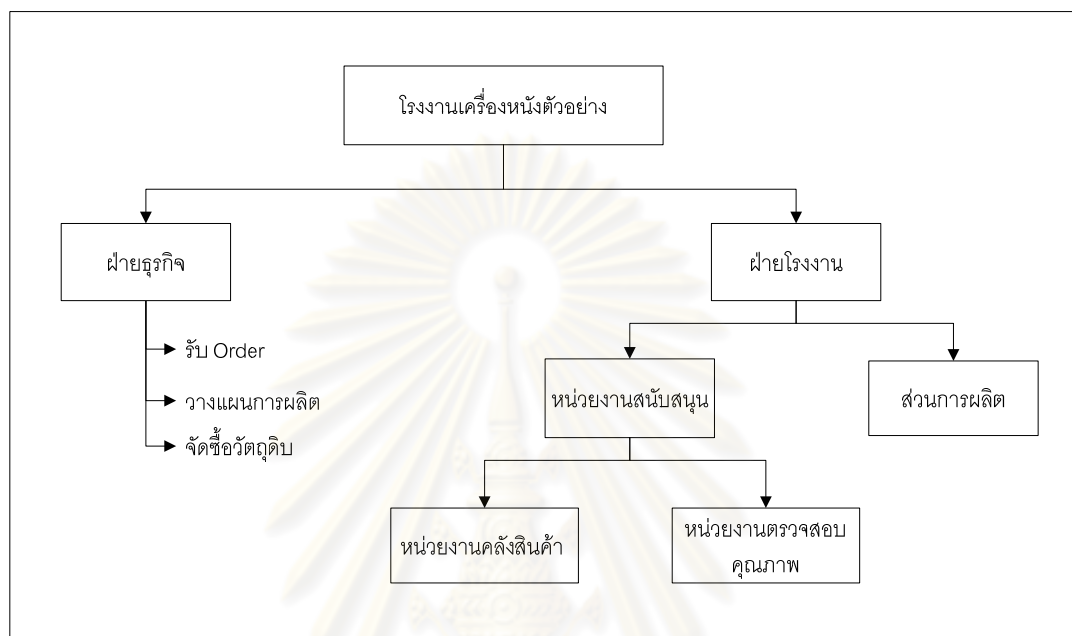 โรงงานเครื่องหนังตัวอย่าง
ฝ่ายธุรกิจ
ฝ่ายโรงงาน
รับ Order
วางแผนการผลิต
จัดซื้อวัตถุดิบ
หน่วยงานสนับสนุน
ส่วนการผลิต
หน่วยงานคลังสินค้า
หน่วยงานตรวจสอบ
คุณภาพ